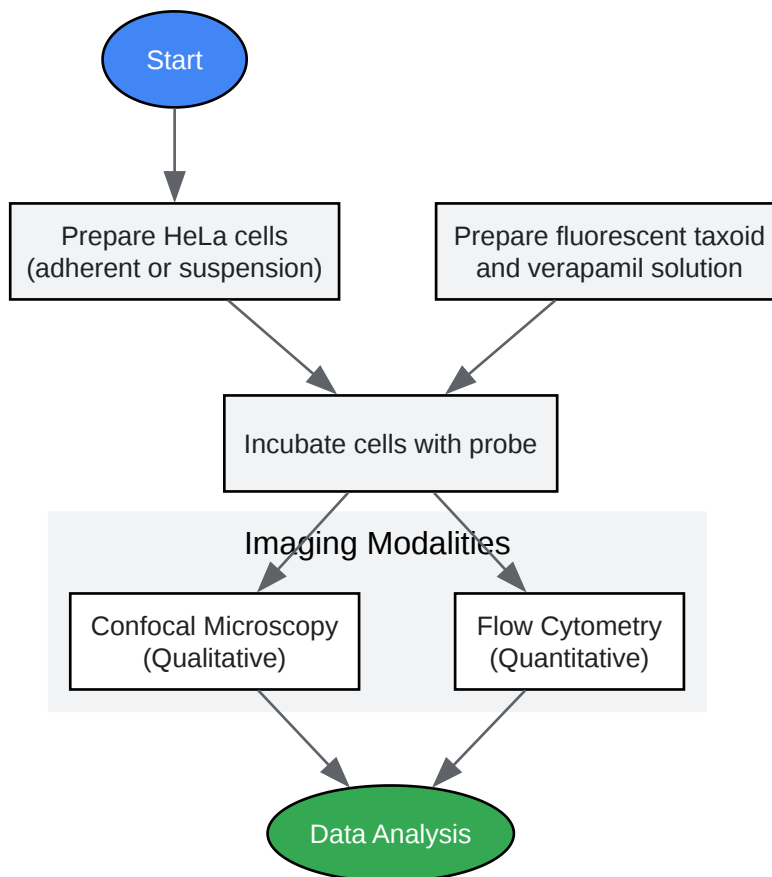 Start
Prepare HeLa cells
(adherent or suspension)
Prepare fluorescent taxoid
and verapamil solution
Incubate cells with probe
Imaging Modalities
Confocal Microscopy
(Qualitative)
Flow Cytometry
(Quantitative)
Data Analysis